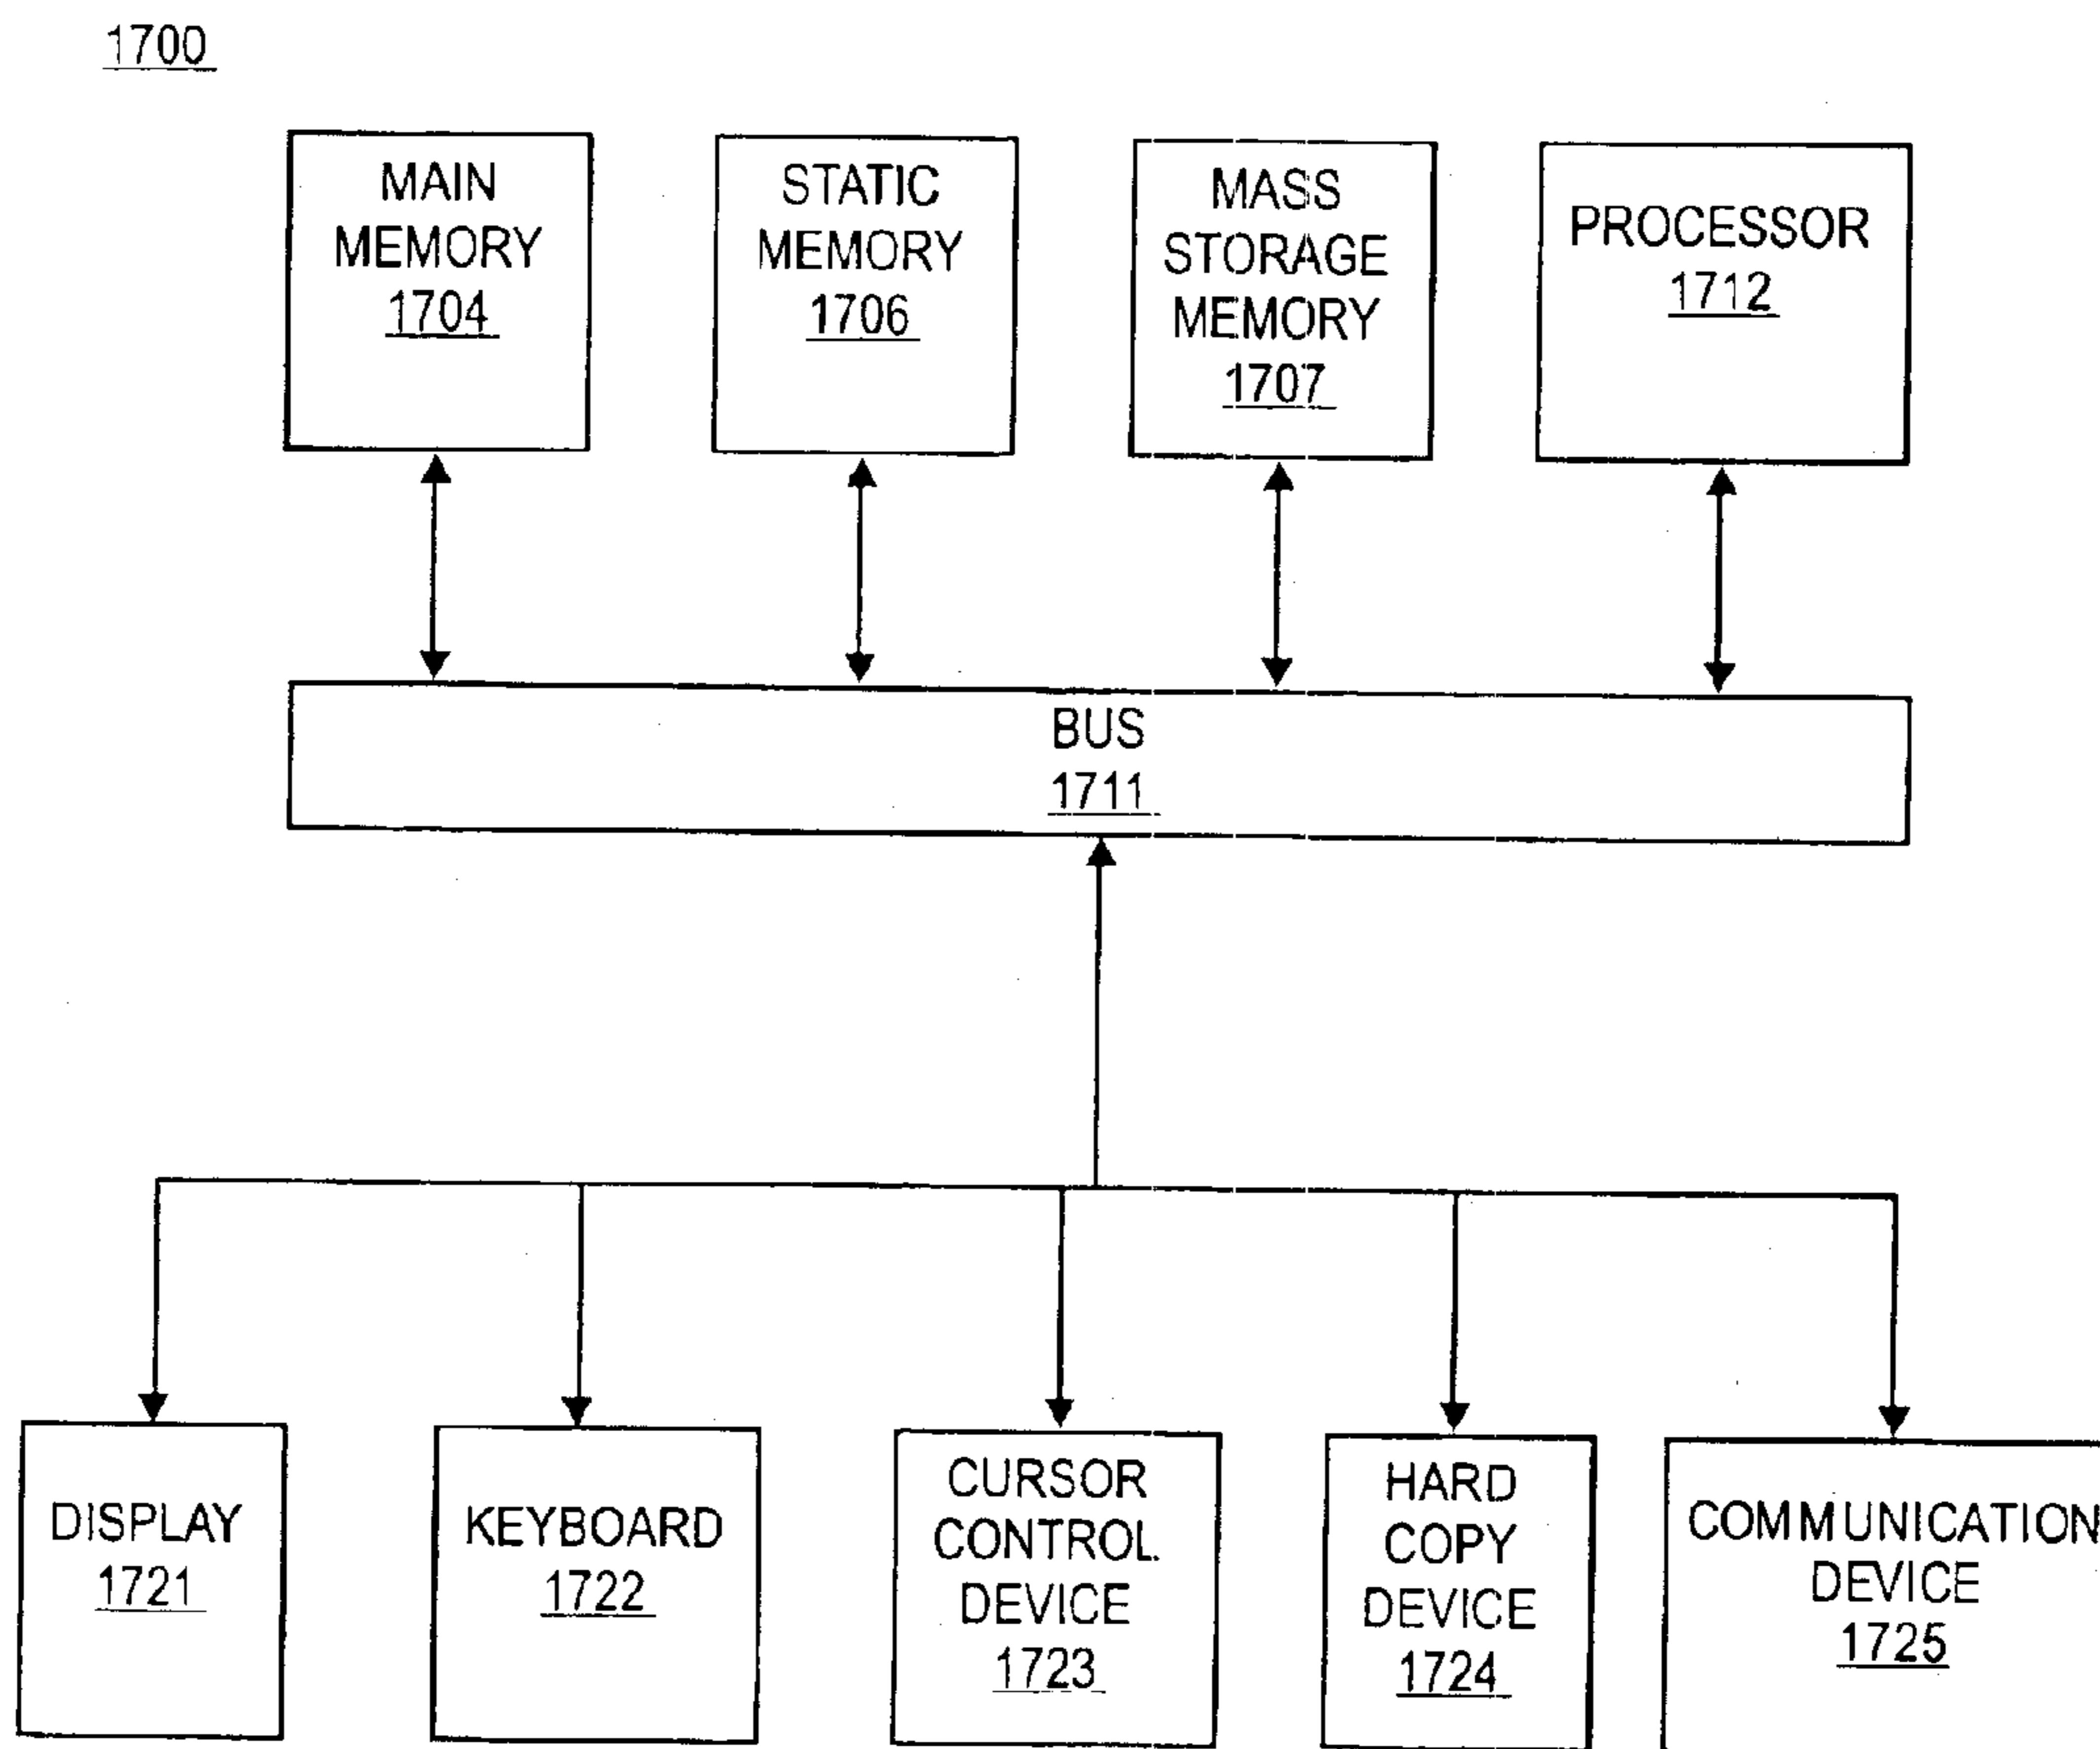 1700
MAIN
MEMORY
1704
STATIC
MEMORY
1706
MASS
STORAGE
MEMORY
1707
PROCESSOR
1712
BUS
1711
DISPLAY
1721
KEYBOARD
1722
CURSOR
CONTROL
DEVICE
1723
HARD
COPY
DEVICE
1724
COMMUNICATION
DEVICE
1725